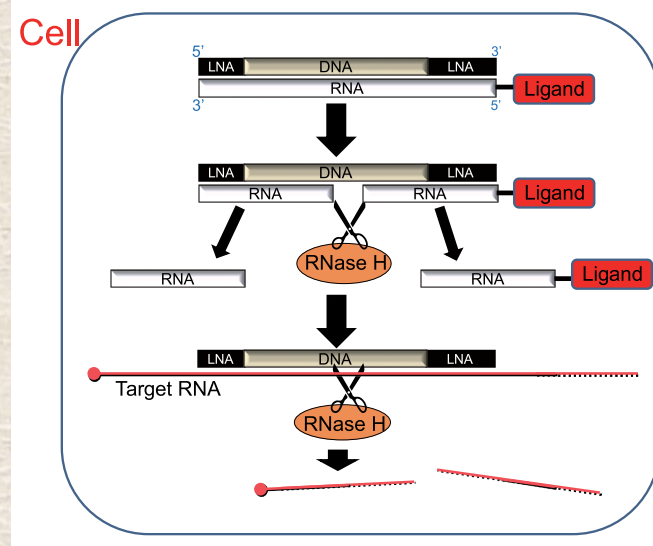 Cell
5’ 3’
LNA DNA LNA
RNA Ligand
3’ 5’
LNA DNA LNA
RNA RNA Ligand
RNase H
RNA RNA Ligand
LNA DNA LNA
Target RNA
RNase H